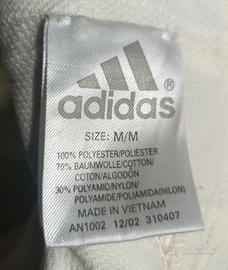 adidas
®
SIZE: M/M
100% POLYESTER/POLIESTER
70% BAUMWOLLE/COTTON/
COTON/ALGODÓN
30% POLYAMID/NYLON/
POLYAMIDE/POLIAMIDA(NILON)
MADE IN VIETNAM
AN1002 12/02 310407